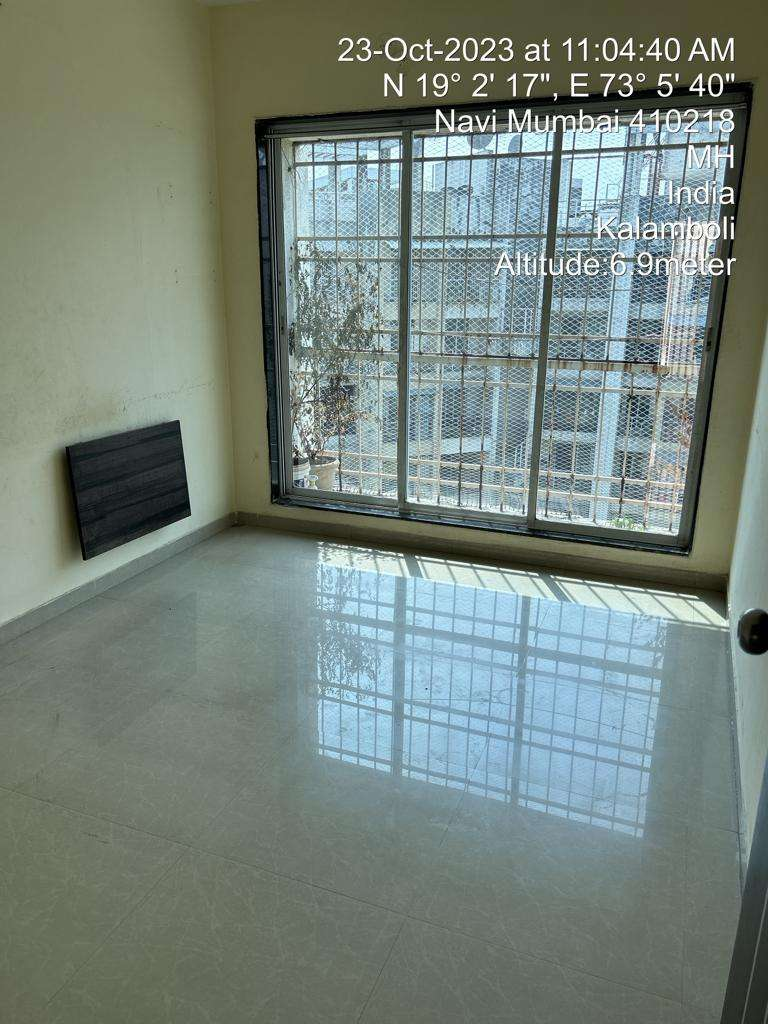 23-Oct-2023 at 11:04:40 AM
N 19° 2' 17", E 73° 5' 40"
Navi Mumbai 410218
MH
India
Kalamboli
Altitude:6.9meter